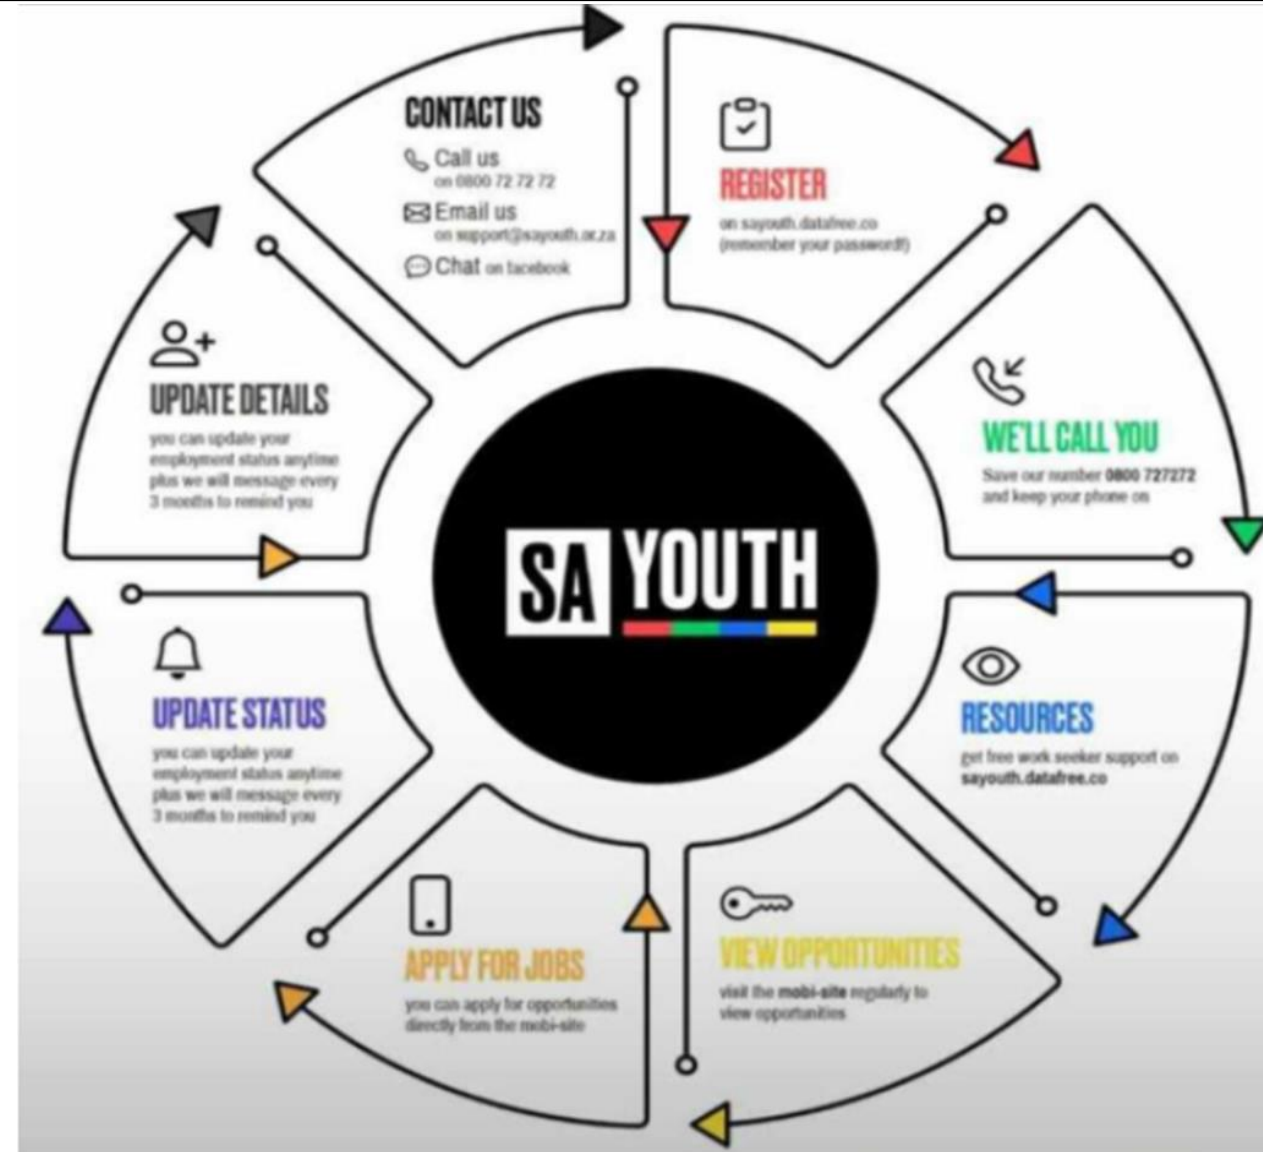 CONTACT US
Call us
on 0800 72 72 72
Email us
on support@sayouth.or.za
Chat on facebook
REGISTER
on sayouth.datafree.co
(remember your password!)
WE'LL CALL YOU
Save our number 0800 727272
and keep your phone on
RESOURCES
get free work seeker support on
sayouth.datafree.co
VIEW OPPORTUNITIES
visit the mobi-site regularly to
view opportunities
APPLY FOR JOBS
you can apply for opportunities
directly from the mobi-site
UPDATE STATUS
you can update your
employment status anytime
plus we will message every
3 months to remind you
UPDATE DETAILS
you can update your
employment status anytime
plus we will message every
3 months to remind you
SA YOUTH